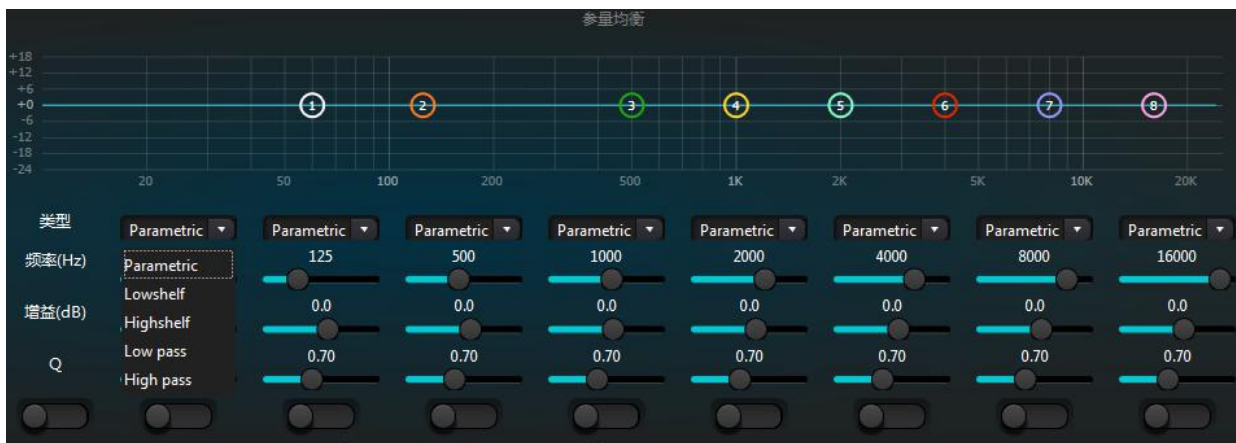 参量均衡
+18
+12
+6
+0
-6
-12
-18
-24
1 2 3 4 5 6 7 8
20 50 100 200 500 1K 2K 5K 10K 20K
类型 Parametric Parametric Parametric Parametric Parametric Parametric Parametric Parametric
频率(Hz) 125 500 1000 2000 4000 8000 16000
增益(dB) 0.0 0.0 0.0 0.0 0.0 0.0 0.0
Q 0.70 0.70 0.70 0.70 0.70 0.70 0.70
Parametric
Lowshelf
Highshelf
Low pass
High pass